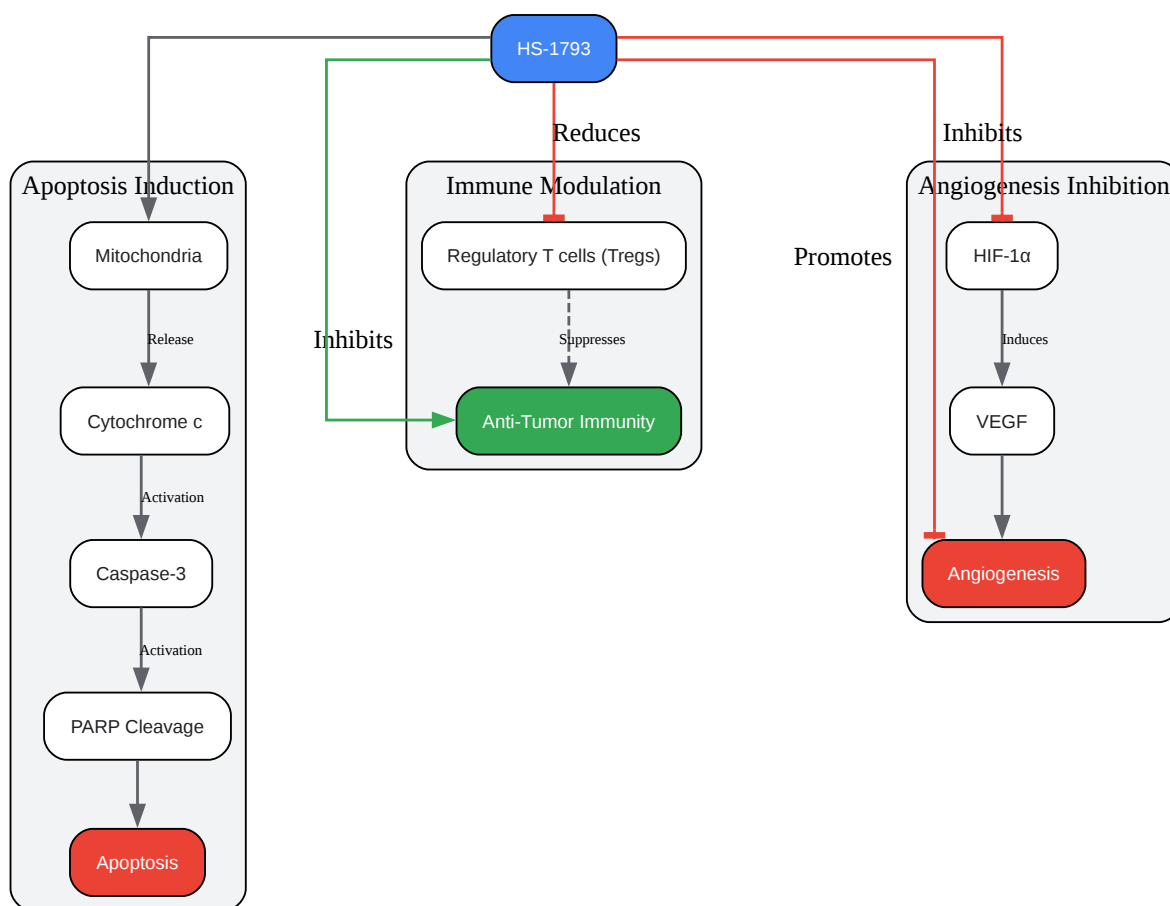 HS-1793
Reduces
Inhibits
Apoptosis Induction
Immune Modulation
Angiogenesis Inhibition
Mitochondria
Regulatory T cells (Tregs)
Promotes
HIF-1α
Release
Inhibits
Suppresses
Induces
Cytochrome c
Anti-Tumor Immunity
VEGF
Activation
Caspase-3
Angiogenesis
Activation
PARP Cleavage
Apoptosis